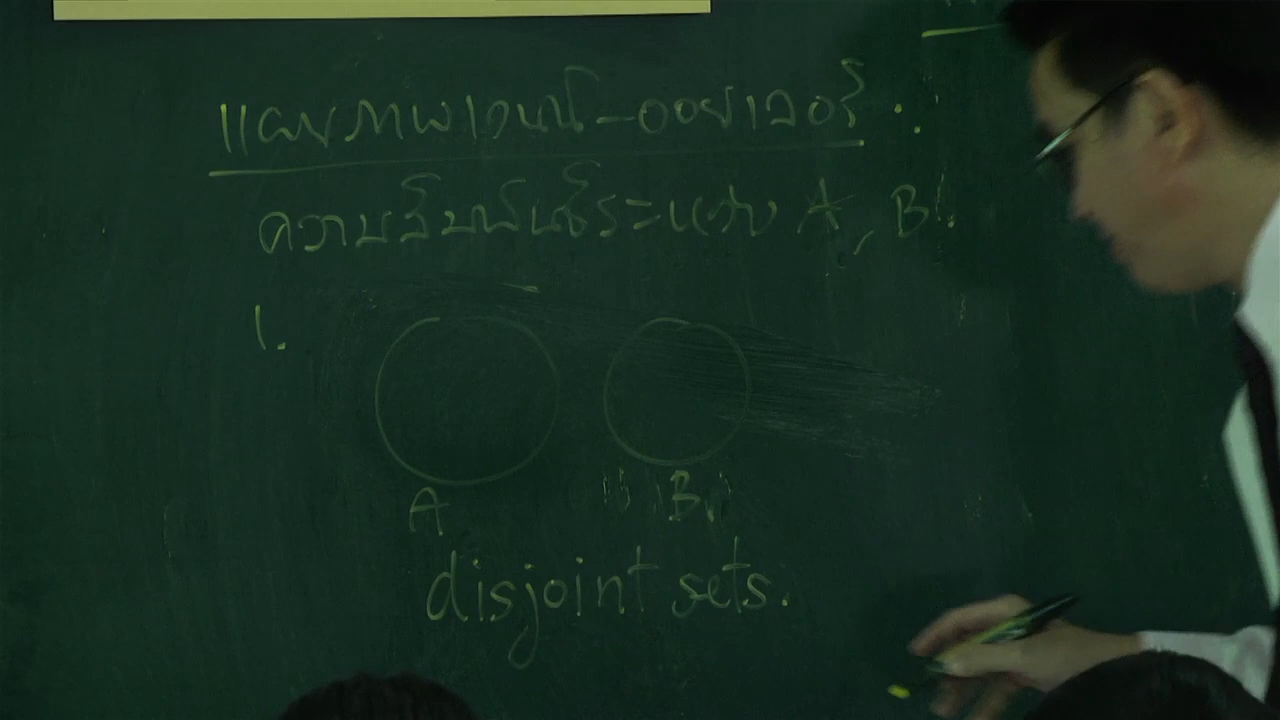 แผนภาพเวนน์-ออยเลอร์
ความสัมพันธ์ระหว่าง A, B
1.
A B
disjoint sets.